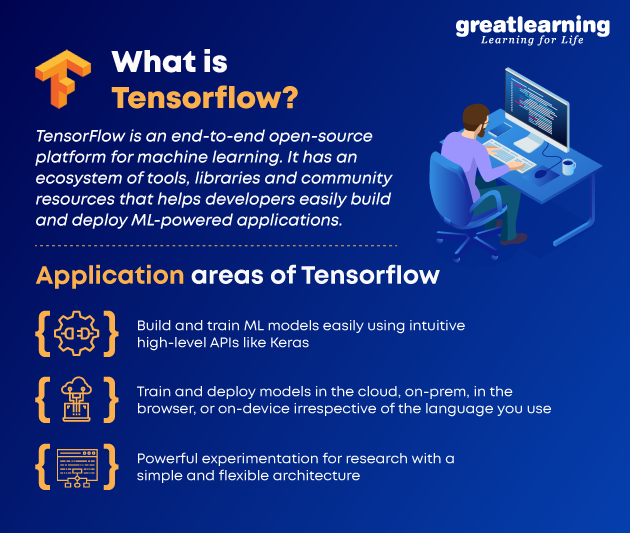 greatlearning
Learning for Life
What is
Tensorflow?
TensorFlow is an end-to-end open-source
platform for machine learning. It has an
ecosystem of tools, libraries and community
resources that helps developers easily build
and deploy ML-powered applications.
Application areas of Tensorflow
Build and train ML models easily using intuitive
high-level APIs like Keras
Train and deploy models in the cloud, on-prem, in the
browser, or on-device irrespective of the language you use
Powerful experimentation for research with a
simple and flexible architecture